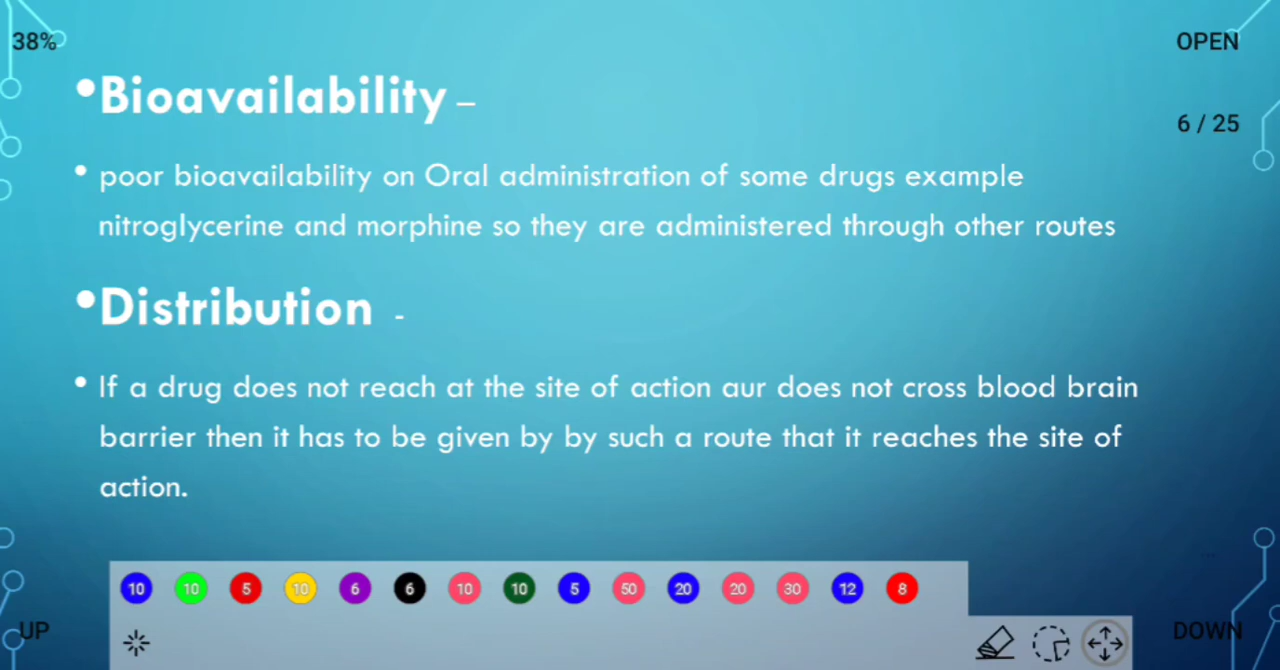 38%
OPEN
•Bioavailability –
6 / 25
• poor bioavailability on Oral administration of some drugs example
nitroglycerine and morphine so they are administered through other routes
•Distribution -
• If a drug does not reach at the site of action aur does not cross blood brain
barrier then it has to be given by by such a route that it reaches the site of
action.
10 10 5 10 6 6 10 10 5 50 20 20 30 12 8
UP
DOWN